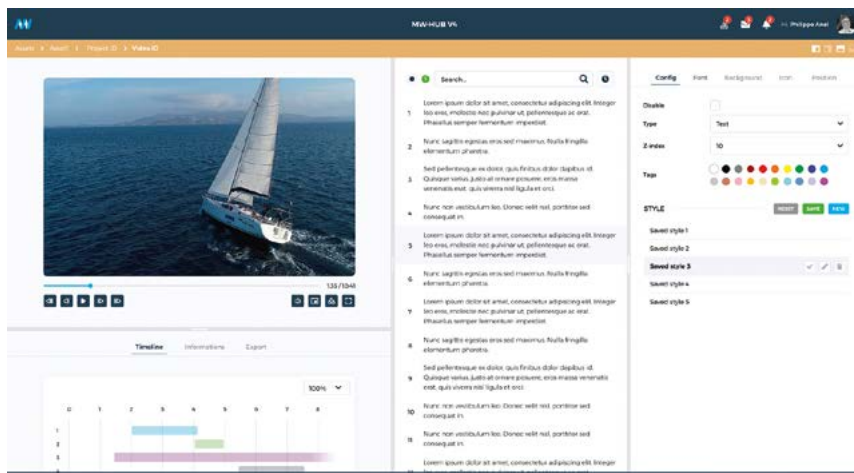 MW
MW-HUB V4
Philippe Anel
Asset
Project ID
Video ID
1:35 / 10:41
Timeline
Informations
Export
100%
0 1 2 3 4 5 6 7 8
1
2
3
Search...
1
Lorem ipsum dolor sit amet, consectetur adipiscing elit. Integer
leo eros, molestie nec pulvinar ut, pellentesque ac erat.
Phasellus semper fermentum imperdiet.
2
Nunc sagittis egestas eros sed maximus. Nulla fringilla
elementum pharetra.
3
Sed pellentesque ex dolor, quis finibus dolor dapibus id.
Quisque varius, justo at ornare posuere, eros massa
venenatis erat, quis viverra nisl ligula et orci.
4
Nunc non vestibulum leo. Donec velit nisl, porttitor sed
consequat in.
5
Lorem ipsum dolor sit amet, consectetur adipiscing elit. Integer
leo eros, molestie nec pulvinar ut, pellentesque ac erat.
Phasellus semper fermentum imperdiet.
6
Nunc sagittis egestas eros sed maximus. Nulla fringilla
elementum pharetra.
7
Lorem ipsum dolor sit amet, consectetur adipiscing elit. Integer
leo eros, molestie nec pulvinar ut, pellentesque ac erat.
Phasellus semper fermentum imperdiet.
8
Nunc sagittis egestas eros sed maximus. Nulla fringilla
elementum pharetra.
9
Sed pellentesque ex dolor, quis finibus dolor dapibus id.
Quisque varius, justo at ornare posuere, eros massa venenatis
erat, quis viverra nisl ligula et orci.
10
Nunc non vestibulum leo. Donec velit nisl, porttitor sed
consequat in.
11
Nunc non vestibulum leo. Donec velit nisl, porttitor sed
consequat in.
Lorem ipsum dolor sit amet, consectetur adipiscing elit. Integer
Config
Font
Background
Icon
Position
Disable
Type
Text
Z-index
10
Tags
STYLE
RESET
SAVE
NEW
Saved style 1
Saved style 2
Saved style 3
Saved style 4
Saved style 5